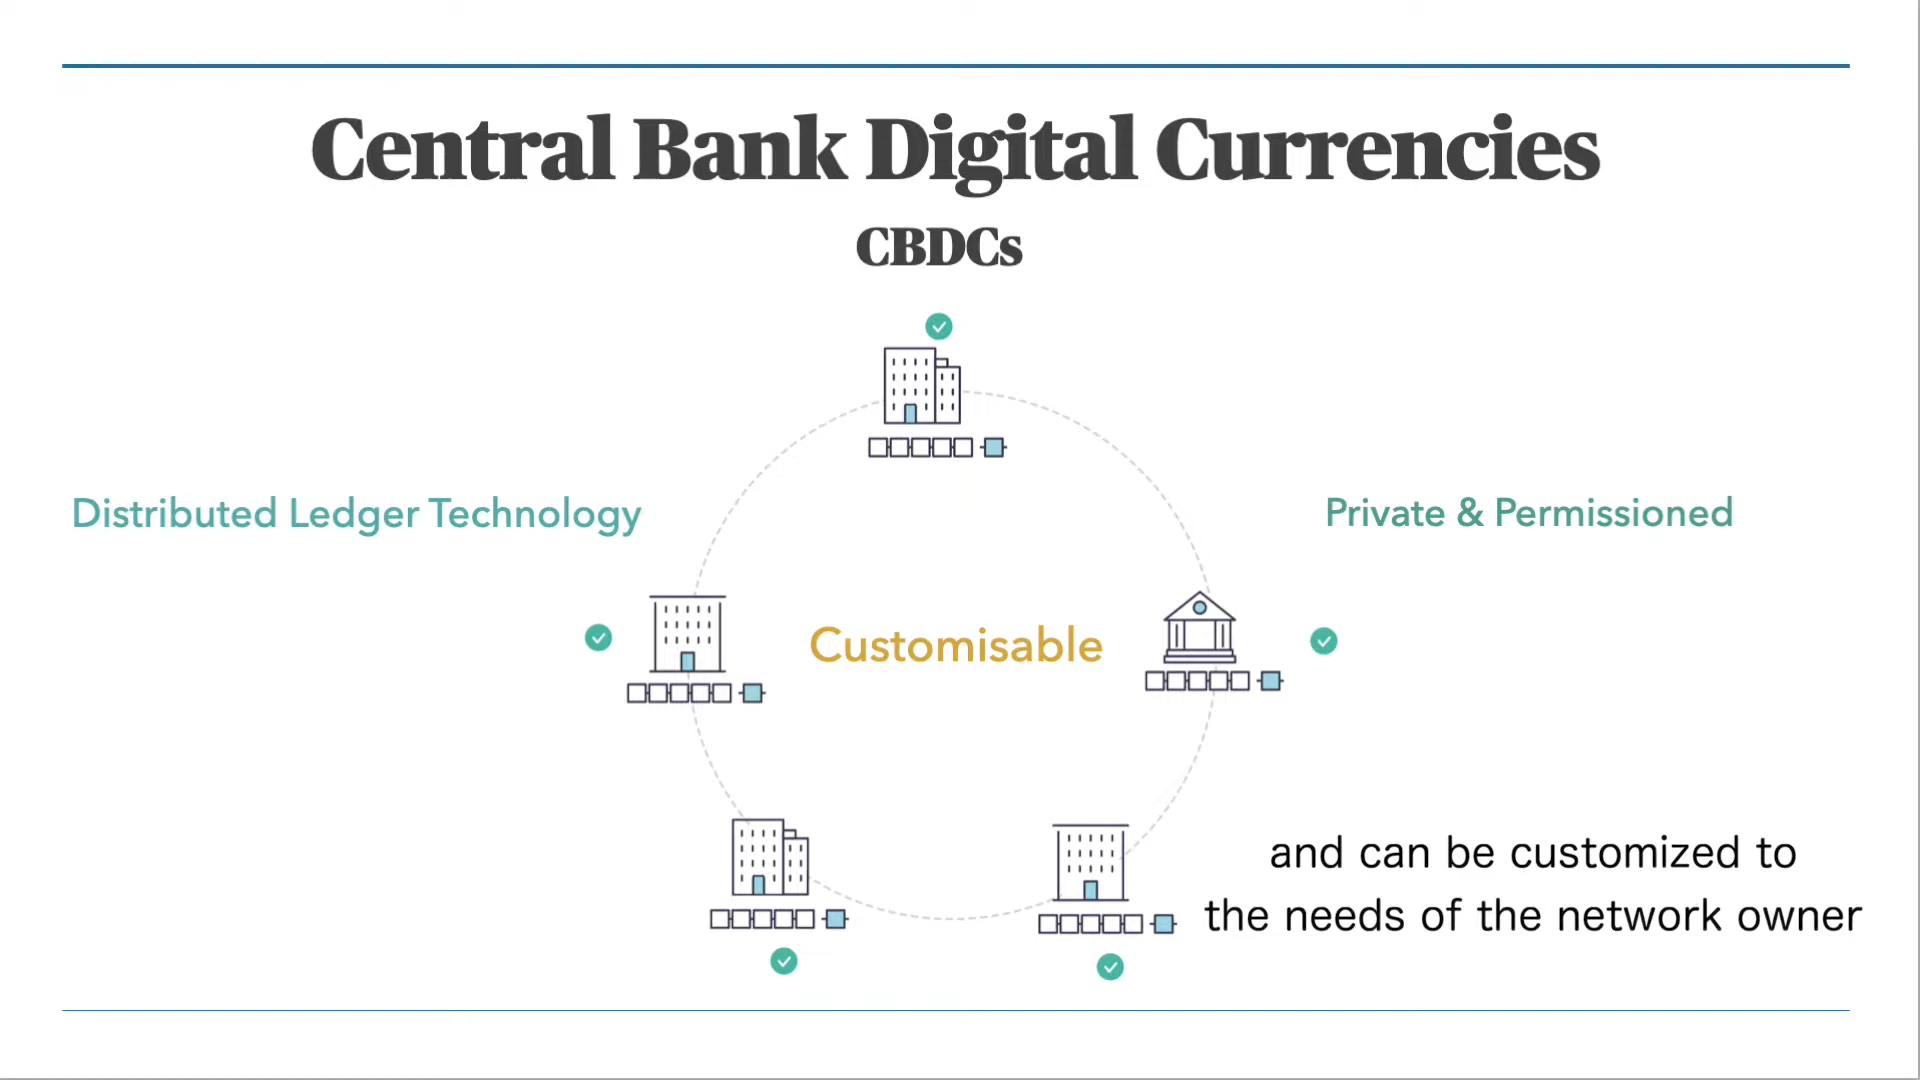 Central Bank Digital Currencies
CBDCs
Distributed Ledger Technology
Private & Permissioned
Customisable
and can be customized to
the needs of the network owner